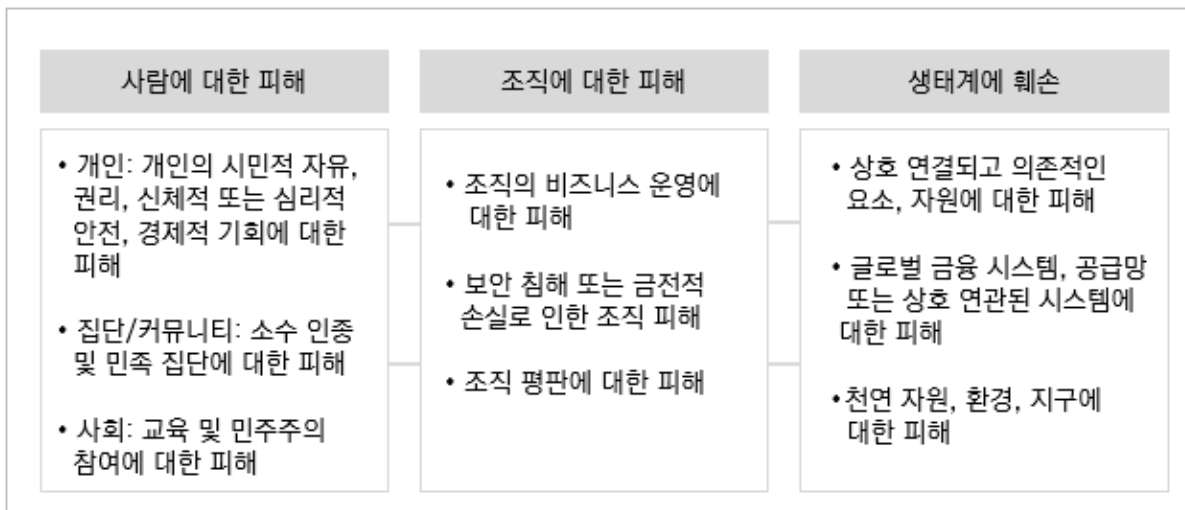 사람에 대한 피해
• 개인: 개인의 시민적 자유,
권리, 신체적 또는 심리적
안전, 경제적 기회에 대한
피해
• 집단/커뮤니티: 소수 인종
및 민족 집단에 대한 피해
• 사회: 교육 및 민주주의
참여에 대한 피해
조직에 대한 피해
• 조직의 비즈니스 운영에
대한 피해
• 보안 침해 또는 금전적
손실로 인한 조직 피해
• 조직 평판에 대한 피해
생태계에 훼손
• 상호 연결되고 의존적인
요소, 자원에 대한 피해
• 글로벌 금융 시스템, 공급망
또는 상호 연관된 시스템에
대한 피해
•천연 자원, 환경, 지구에
대한 피해